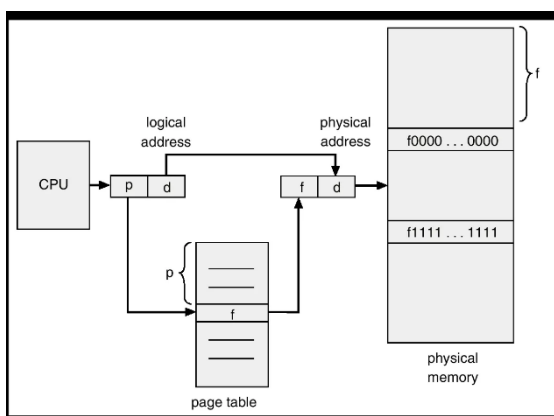 f
logical
address
physical
address
f0000 . . . 0000
CPU
p d
f d
f1111 . . . 1111
p
f
physical
memory
page table